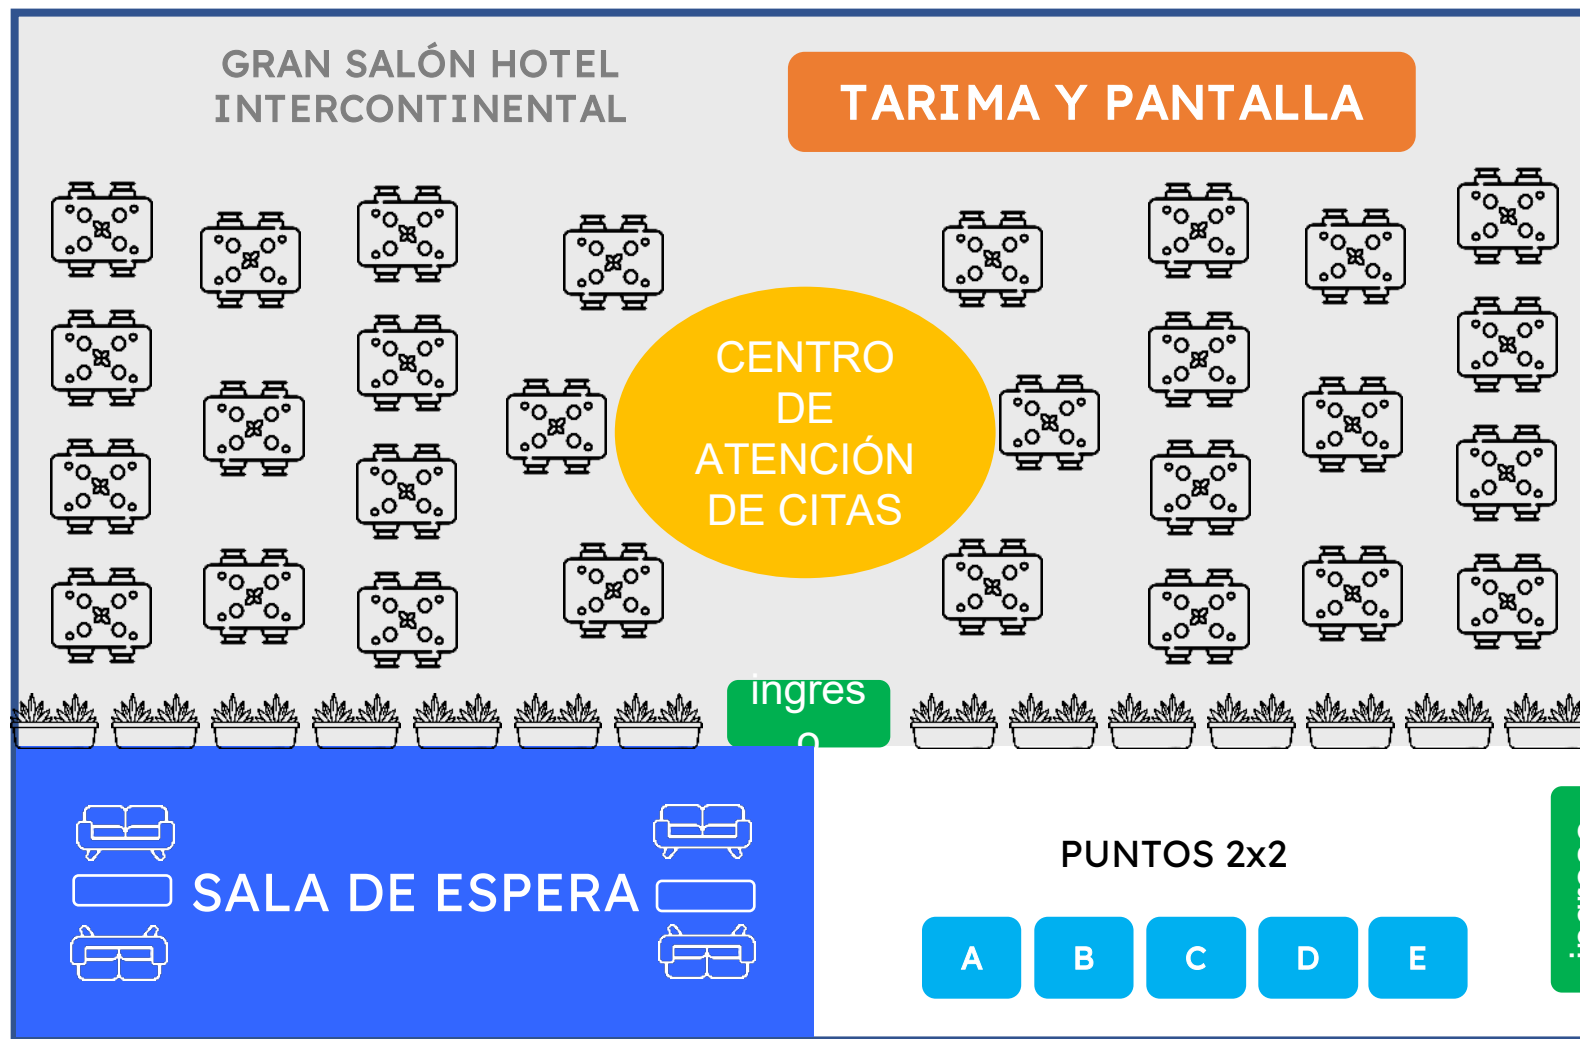 GRAN SALÓN HOTEL
INTERCONTINENTAL
TARIMA Y PANTALLA
CENTRO
DE
ATENCIÓN
DE CITAS
ingres
o
SALA DE ESPERA
PUNTOS 2x2
A B C D E